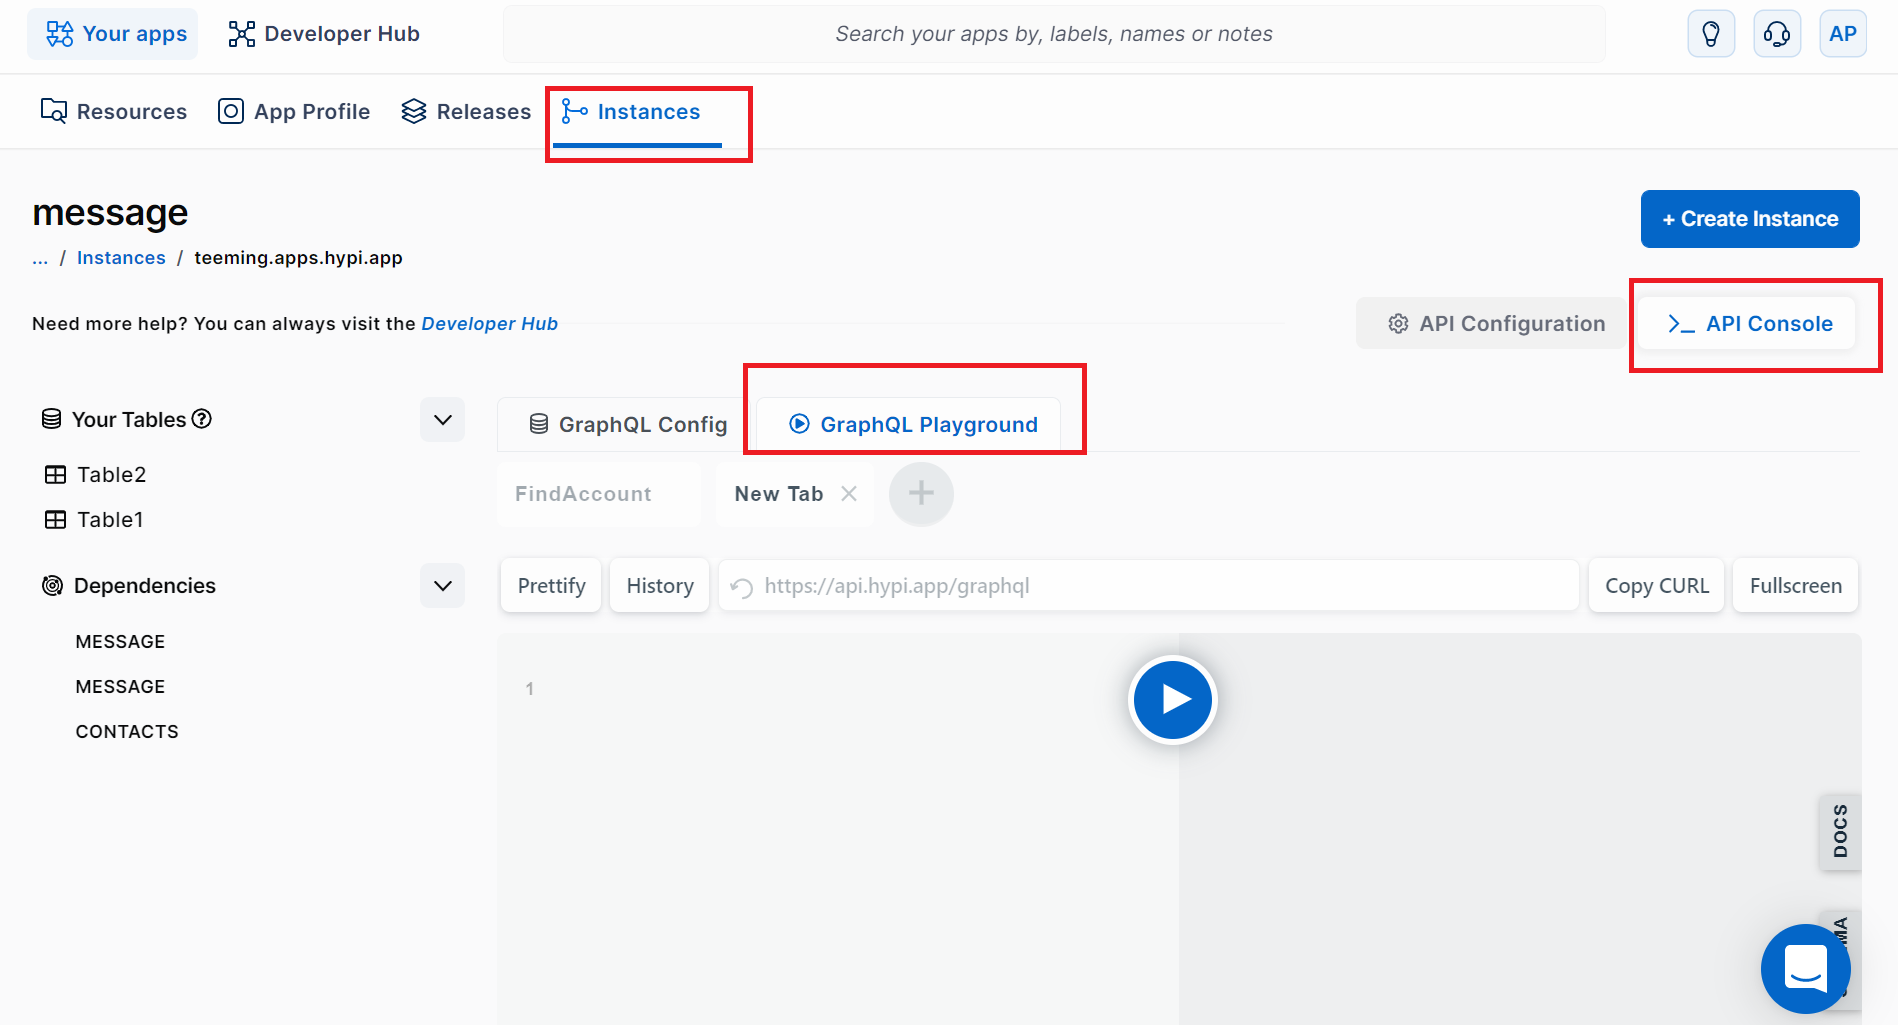 Your apps
Developer Hub
Search your apps by, labels, names or notes
AP
Resources
App Profile
Releases
Instances
message
+ Create Instance
... / Instances / teeming.apps.hypi.app
Need more help? You can always visit the Developer Hub
API Configuration
API Console
Your Tables
GraphQL Config
GraphQL Playground
Table2
FindAccount
New Tab
Table1
Dependencies
Prettify
History
https://api.hypi.app/graphql
Copy CURL
Fullscreen
MESSAGE
MESSAGE
CONTACTS
1
DOCS